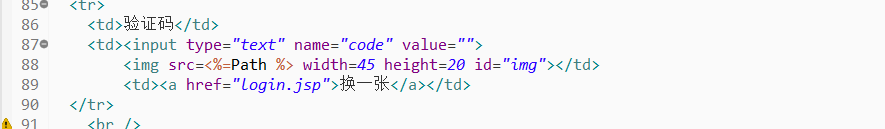 85 <tr>
86 <td>验证码</td>
87 <td><input type="text" name="code" value="">
88 <img src=<%=Path %> width=45 height=20 id="img"></td>
89 <td><a href="login.jsp">换一张</a></td>
90 </tr>
91 <br />